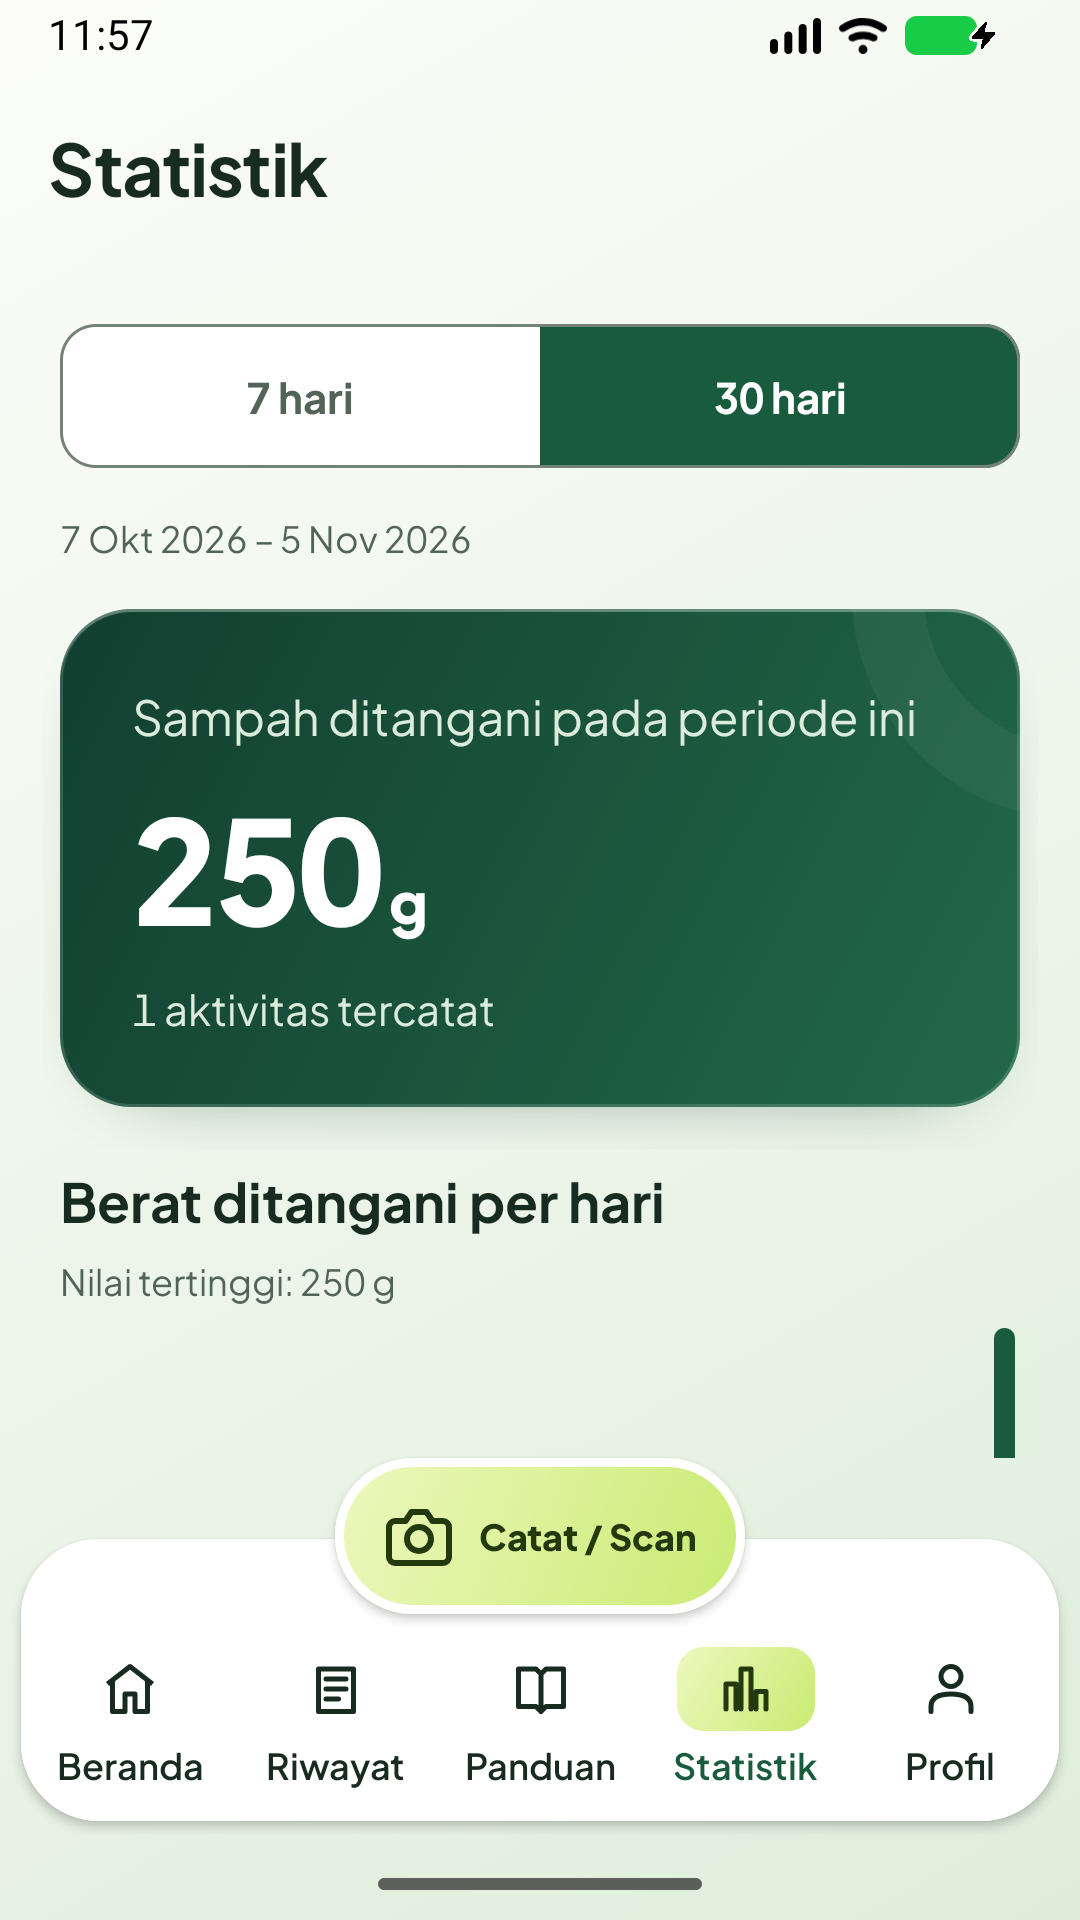 11:57
Statistik
7 hari
30 hari
7 Okt 2026 – 5 Nov 2026
Sampah ditangani pada periode ini
250 g
1 aktivitas tercatat
Berat ditangani per hari
Nilai tertinggi: 250 g
Catat / Scan
Beranda
Riwayat
Panduan
Statistik
Profil